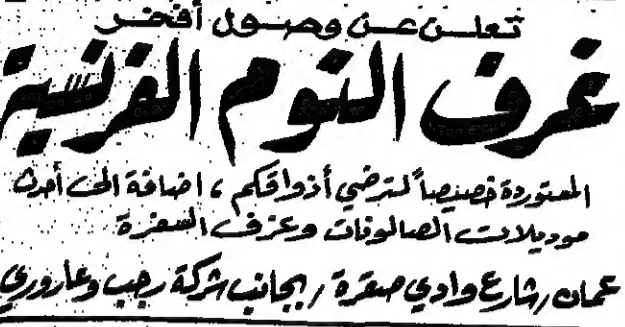 تعلن عن وصول أفخر
غرف النوم الفرنسية
المستوردة خصيصاً لترضي أذواقكم ، اضافة الى أحدث
موديلات الصالونات وغرف السفرة
عمان / شارع وادي صقرة / بجانب شركة رجب وعاروري